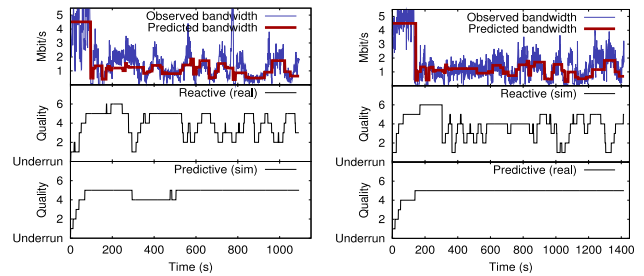 5
4
3
2
1
Mbit/s
Observed bandwidth
Predicted bandwidth
6
4
2
Underrun
Quality
Reactive (real)
6
4
2
Underrun
Quality
Predictive (sim)
0 200 400 600 800 1000
Time (s)
5
4
3
2
1
Mbit/s
Observed bandwidth
Predicted bandwidth
6
4
2
Underrun
Quality
Reactive (sim)
6
4
2
Underrun
Quality
Predictive (real)
0 200 400 600 800 1000 1200 1400
Time (s)